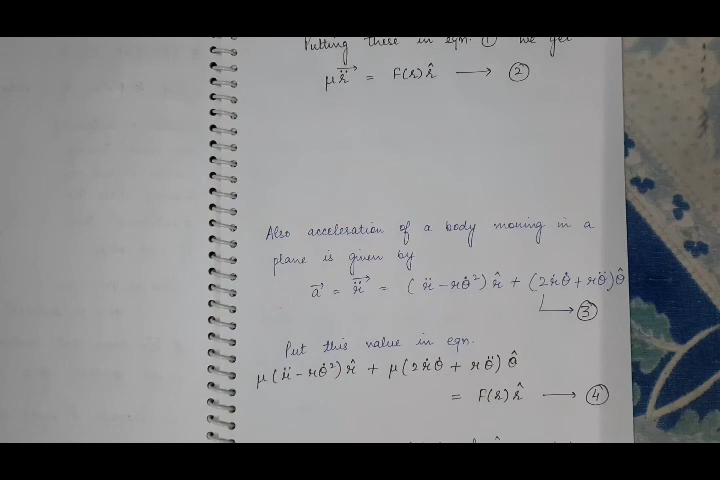 Putting these in eqn. ① we get
μ r̈⃗ = F(r) r̂ ⟶ ②
Also acceleration of a body moving in a
plane is given by
a⃗ = r̈⃗ = (r̈ - rθ̇²) r̂ + (2ṙθ̇ + rθ̈) θ̂
⟶ ③
Put this value in eqn.
μ(r̈ - rθ̇²) r̂ + μ(2ṙθ̇ + rθ̈) θ̂
= F(r) r̂ ⟶ ④